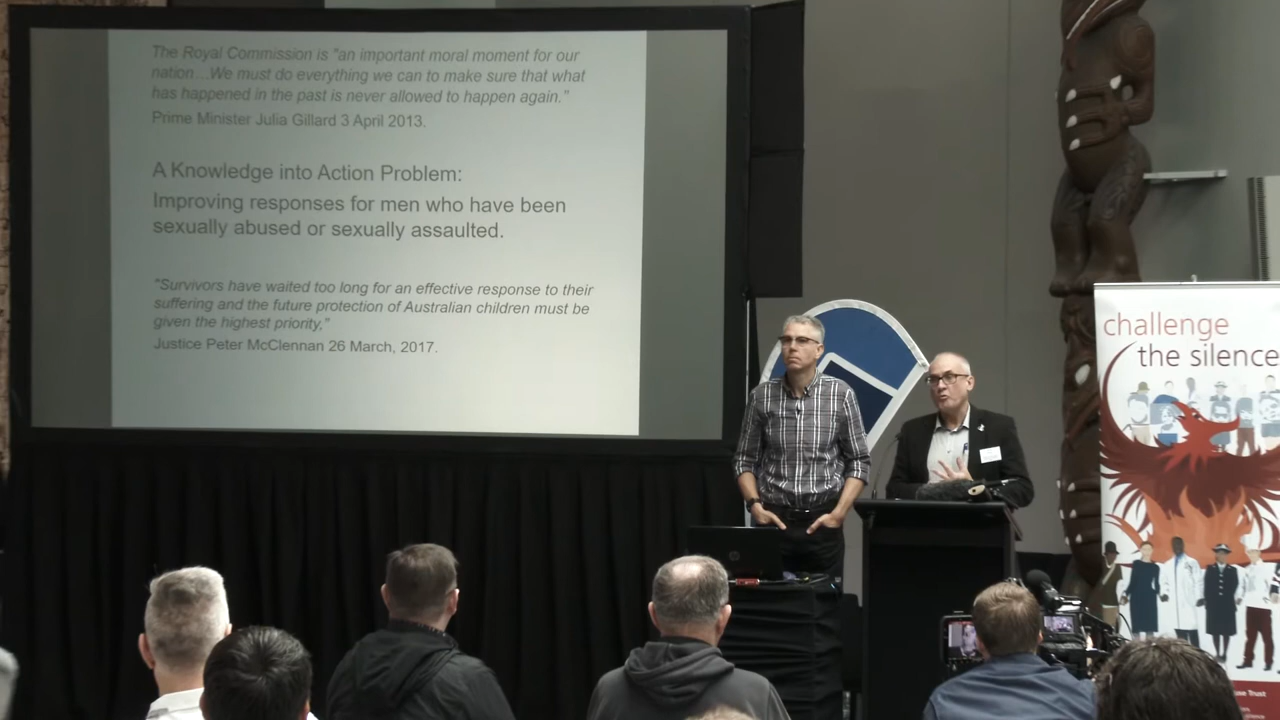 The Royal Commission is "an important moral moment for our
nation…We must do everything we can to make sure that what
has happened in the past is never allowed to happen again."
Prime Minister Julia Gillard 3 April 2013.
A Knowledge into Action Problem:
Improving responses for men who have been
sexually abused or sexually assaulted.
"Survivors have waited too long for an effective response to their
suffering and the future protection of Australian children must be
given the highest priority."
Justice Peter McClennan 26 March, 2017.
challenge
the silence
Trust